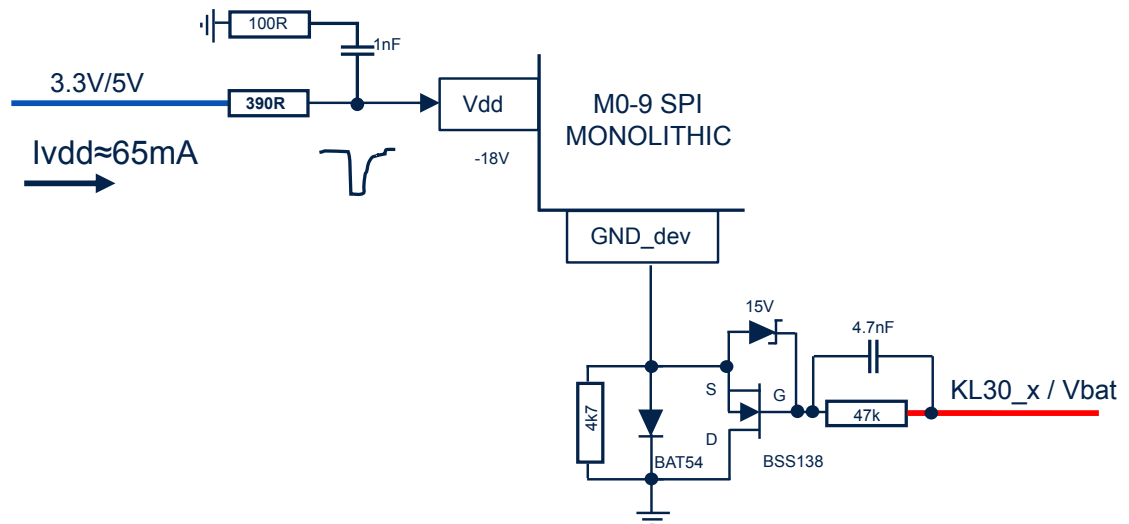 100R
1nF
3.3V/5V
390R
Vdd
M0-9 SPI
MONOLITHIC
Ivdd≈65mA
-18V
GND_dev
15V
4.7nF
S
G
KL30_x / Vbat
4k7
47k
D
BAT54
BSS138